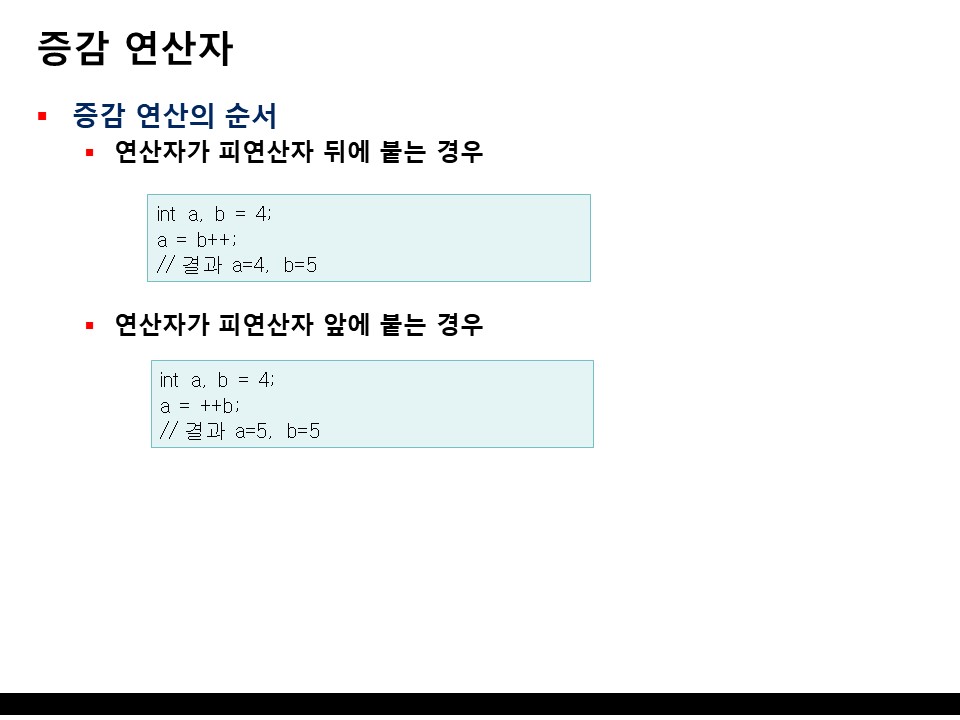 증감 연산자
▪ 증감 연산의 순서
▪ 연산자가 피연산자 뒤에 붙는 경우
int a, b = 4;
a = b++;
// 결과 a=4, b=5
▪ 연산자가 피연산자 앞에 붙는 경우
int a, b = 4;
a = ++b;
// 결과 a=5, b=5